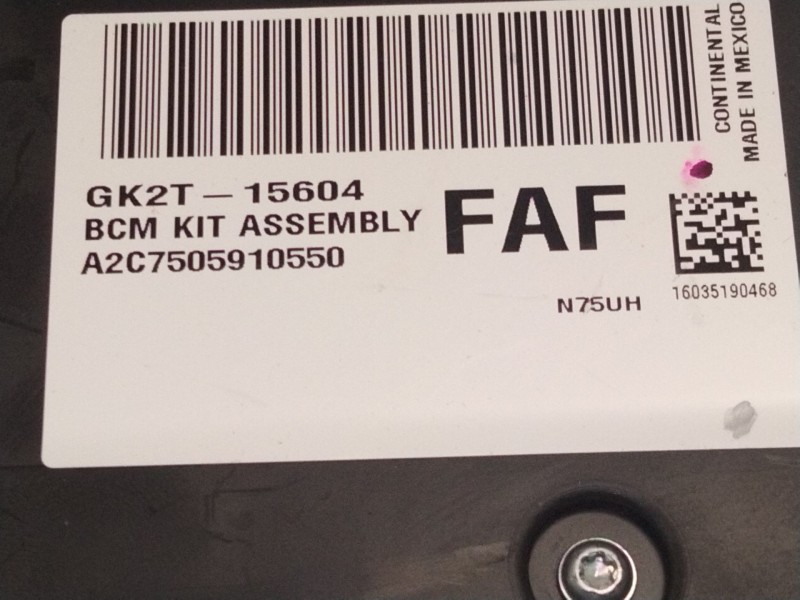 CONTINENTAL
MADE IN MEXICO
GK2T — 15604
BCM KIT ASSEMBLY
A2C7505910550
FAF
N75UH
16035190468